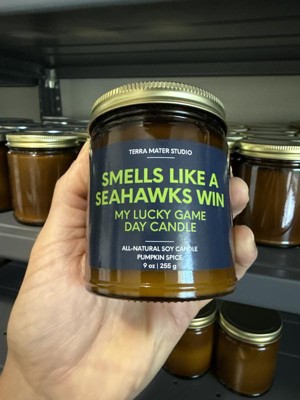 TERRA MATER STUDIO
SMELLS LIKE A
SEAHAWKS WIN
MY LUCKY GAME
DAY CANDLE
ALL-NATURAL SOY CANDLE
PUMPKIN SPICE
9 oz | 255 g